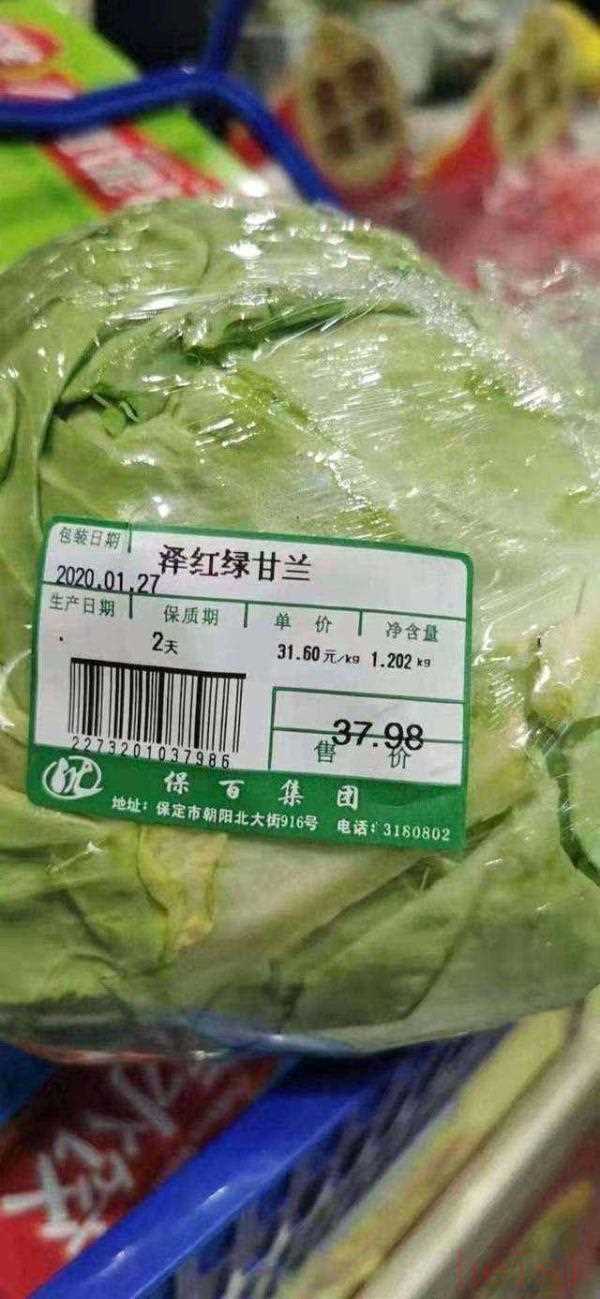 包装日期
泽红绿甘兰
2020.01.27
生产日期 保质期 单 价 净含量
2天 31.60元/kg 1.202kg
37.98
售 价
2273201037986
保百集团
地址：保定市朝阳北大街916号 电话：3180802
水饺